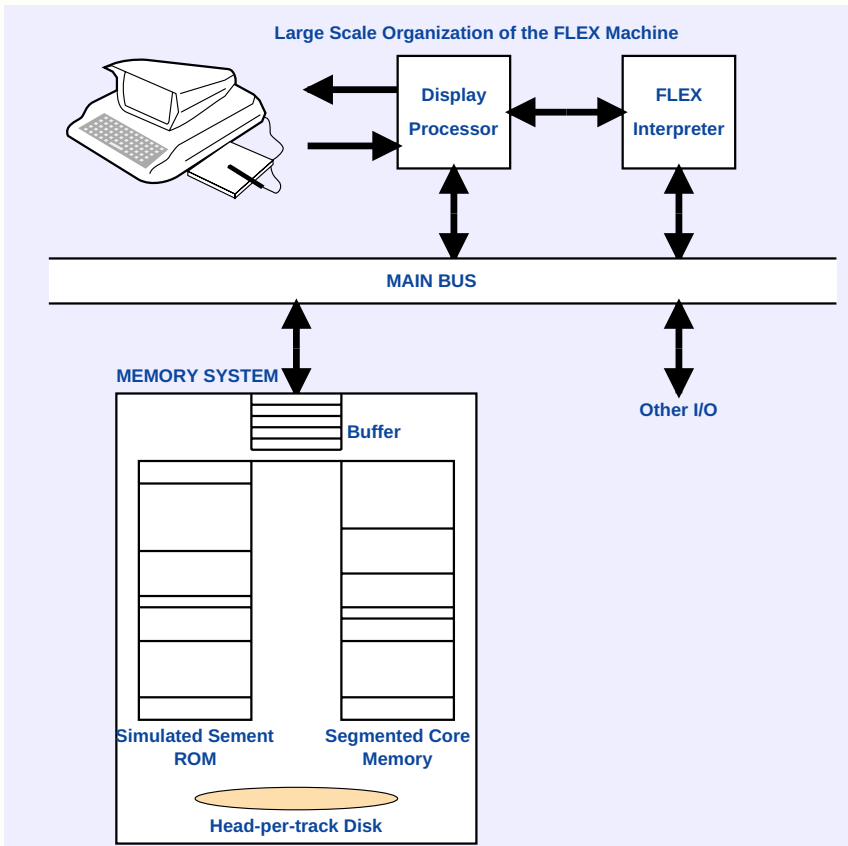 Large Scale Organization of the FLEX Machine
Display
Processor
FLEX
Interpreter
MAIN BUS
MEMORY SYSTEM
Other I/O
Buffer
Simulated Sement
ROM
Segmented Core
Memory
Head-per-track Disk